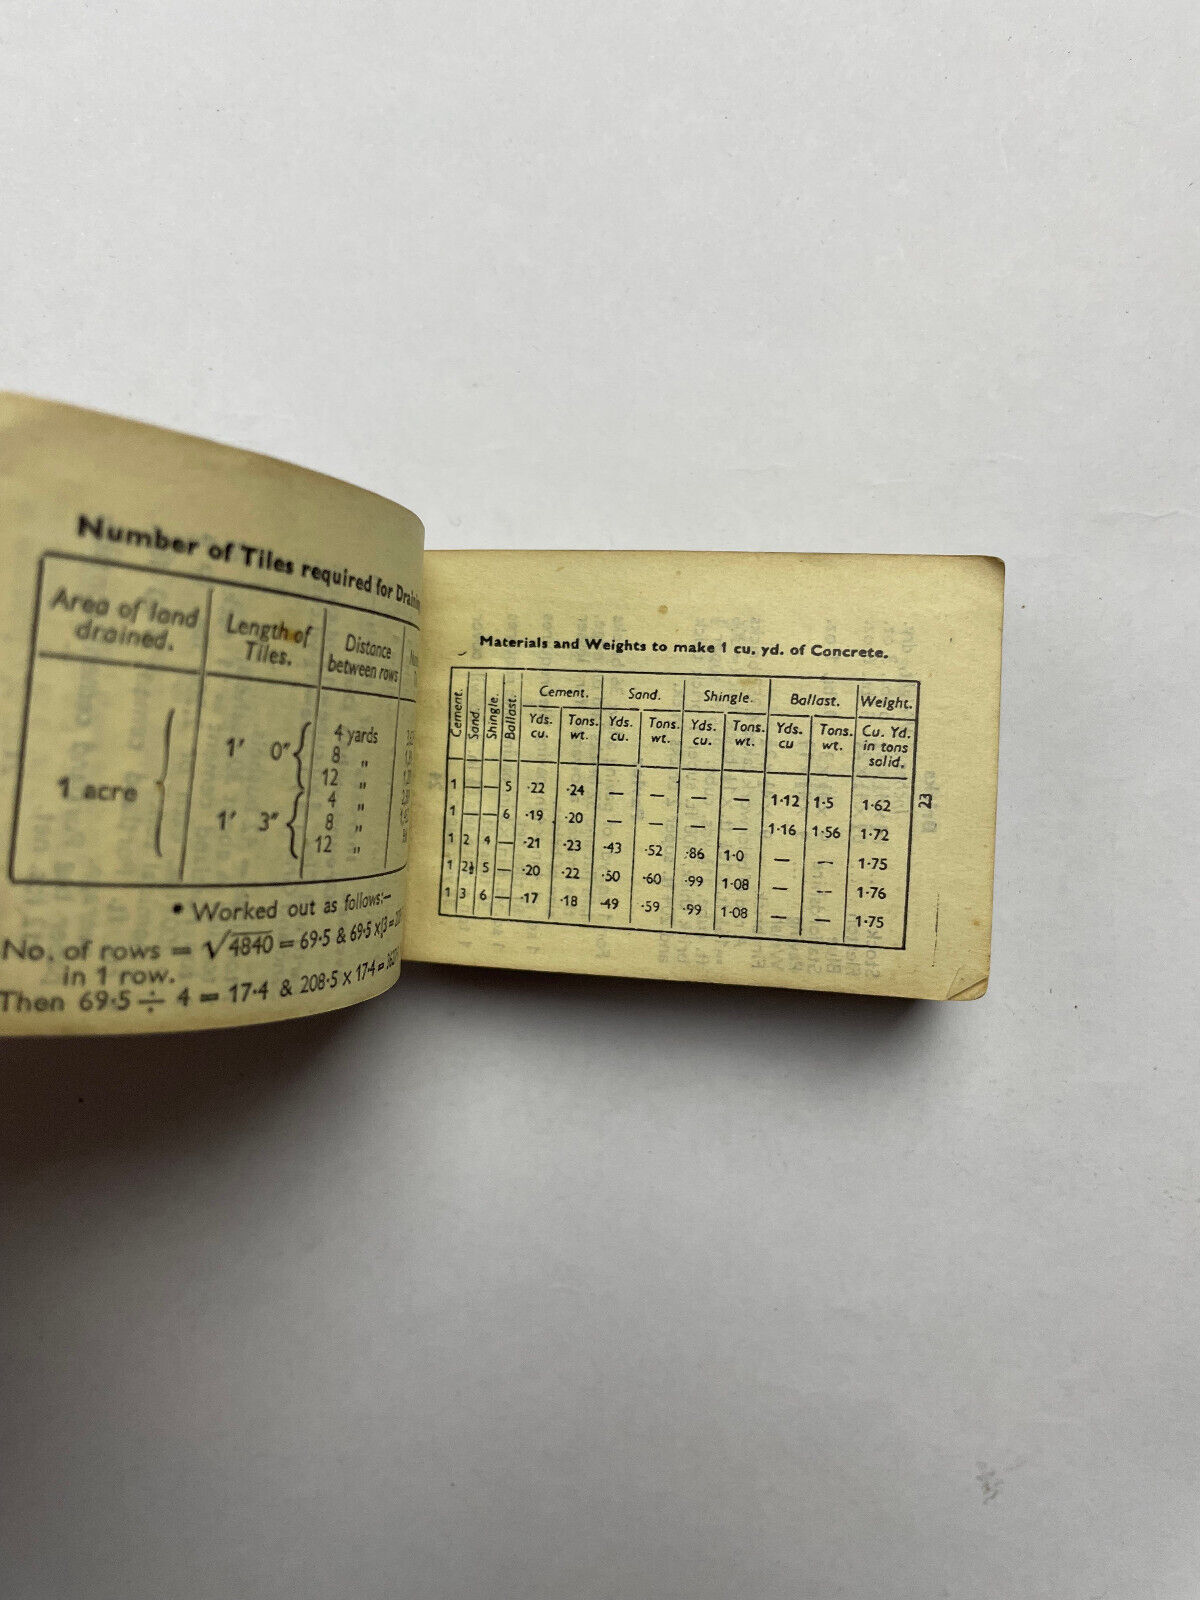 Number of Tiles required for
Area of land drained. | Length of Tiles. | Distance between rows
1 acre | 1' 0" | 4 yards
8 „
12 „
1' 3" | 4 „
8 „
12 „
* Worked out as follows:—
No. of rows = √4840 = 69·5 & 69·5
in 1 row.
Then 69·5 ÷ 4 = 17·4 & 208·5 × 17·4 =
Materials and Weights to make 1 cu. yd. of Concrete.
Cement. | Sand. | Shingle. | Ballast. | Cement. | Sand. | Shingle. | Ballast. | Weight.
Yds. cu. | Tons. wt. | Yds. cu. | Tons. wt. | Yds. cu. | Tons. wt. | Yds. cu | Tons. wt. | Cu. Yd. in tons solid.
1 | — | — | 5 | ·22 | ·24 | — | — | — | — | 1·12 | 1·5 | 1·62
1 | — | — | 6 | ·19 | ·20 | — | — | — | — | 1·16 | 1·56 | 1·72
1 | 2 | 4 | — | ·21 | ·23 | ·43 | ·52 | ·86 | 1·0 | — | — | 1·75
1 | 2½ | 5 | — | ·20 | ·22 | ·50 | ·60 | ·99 | 1·08 | — | -- | 1·76
1 | 3 | 6 | — | ·17 | ·18 | ·49 | ·59 | ·99 | 1·08 | — | — | 1·75
23